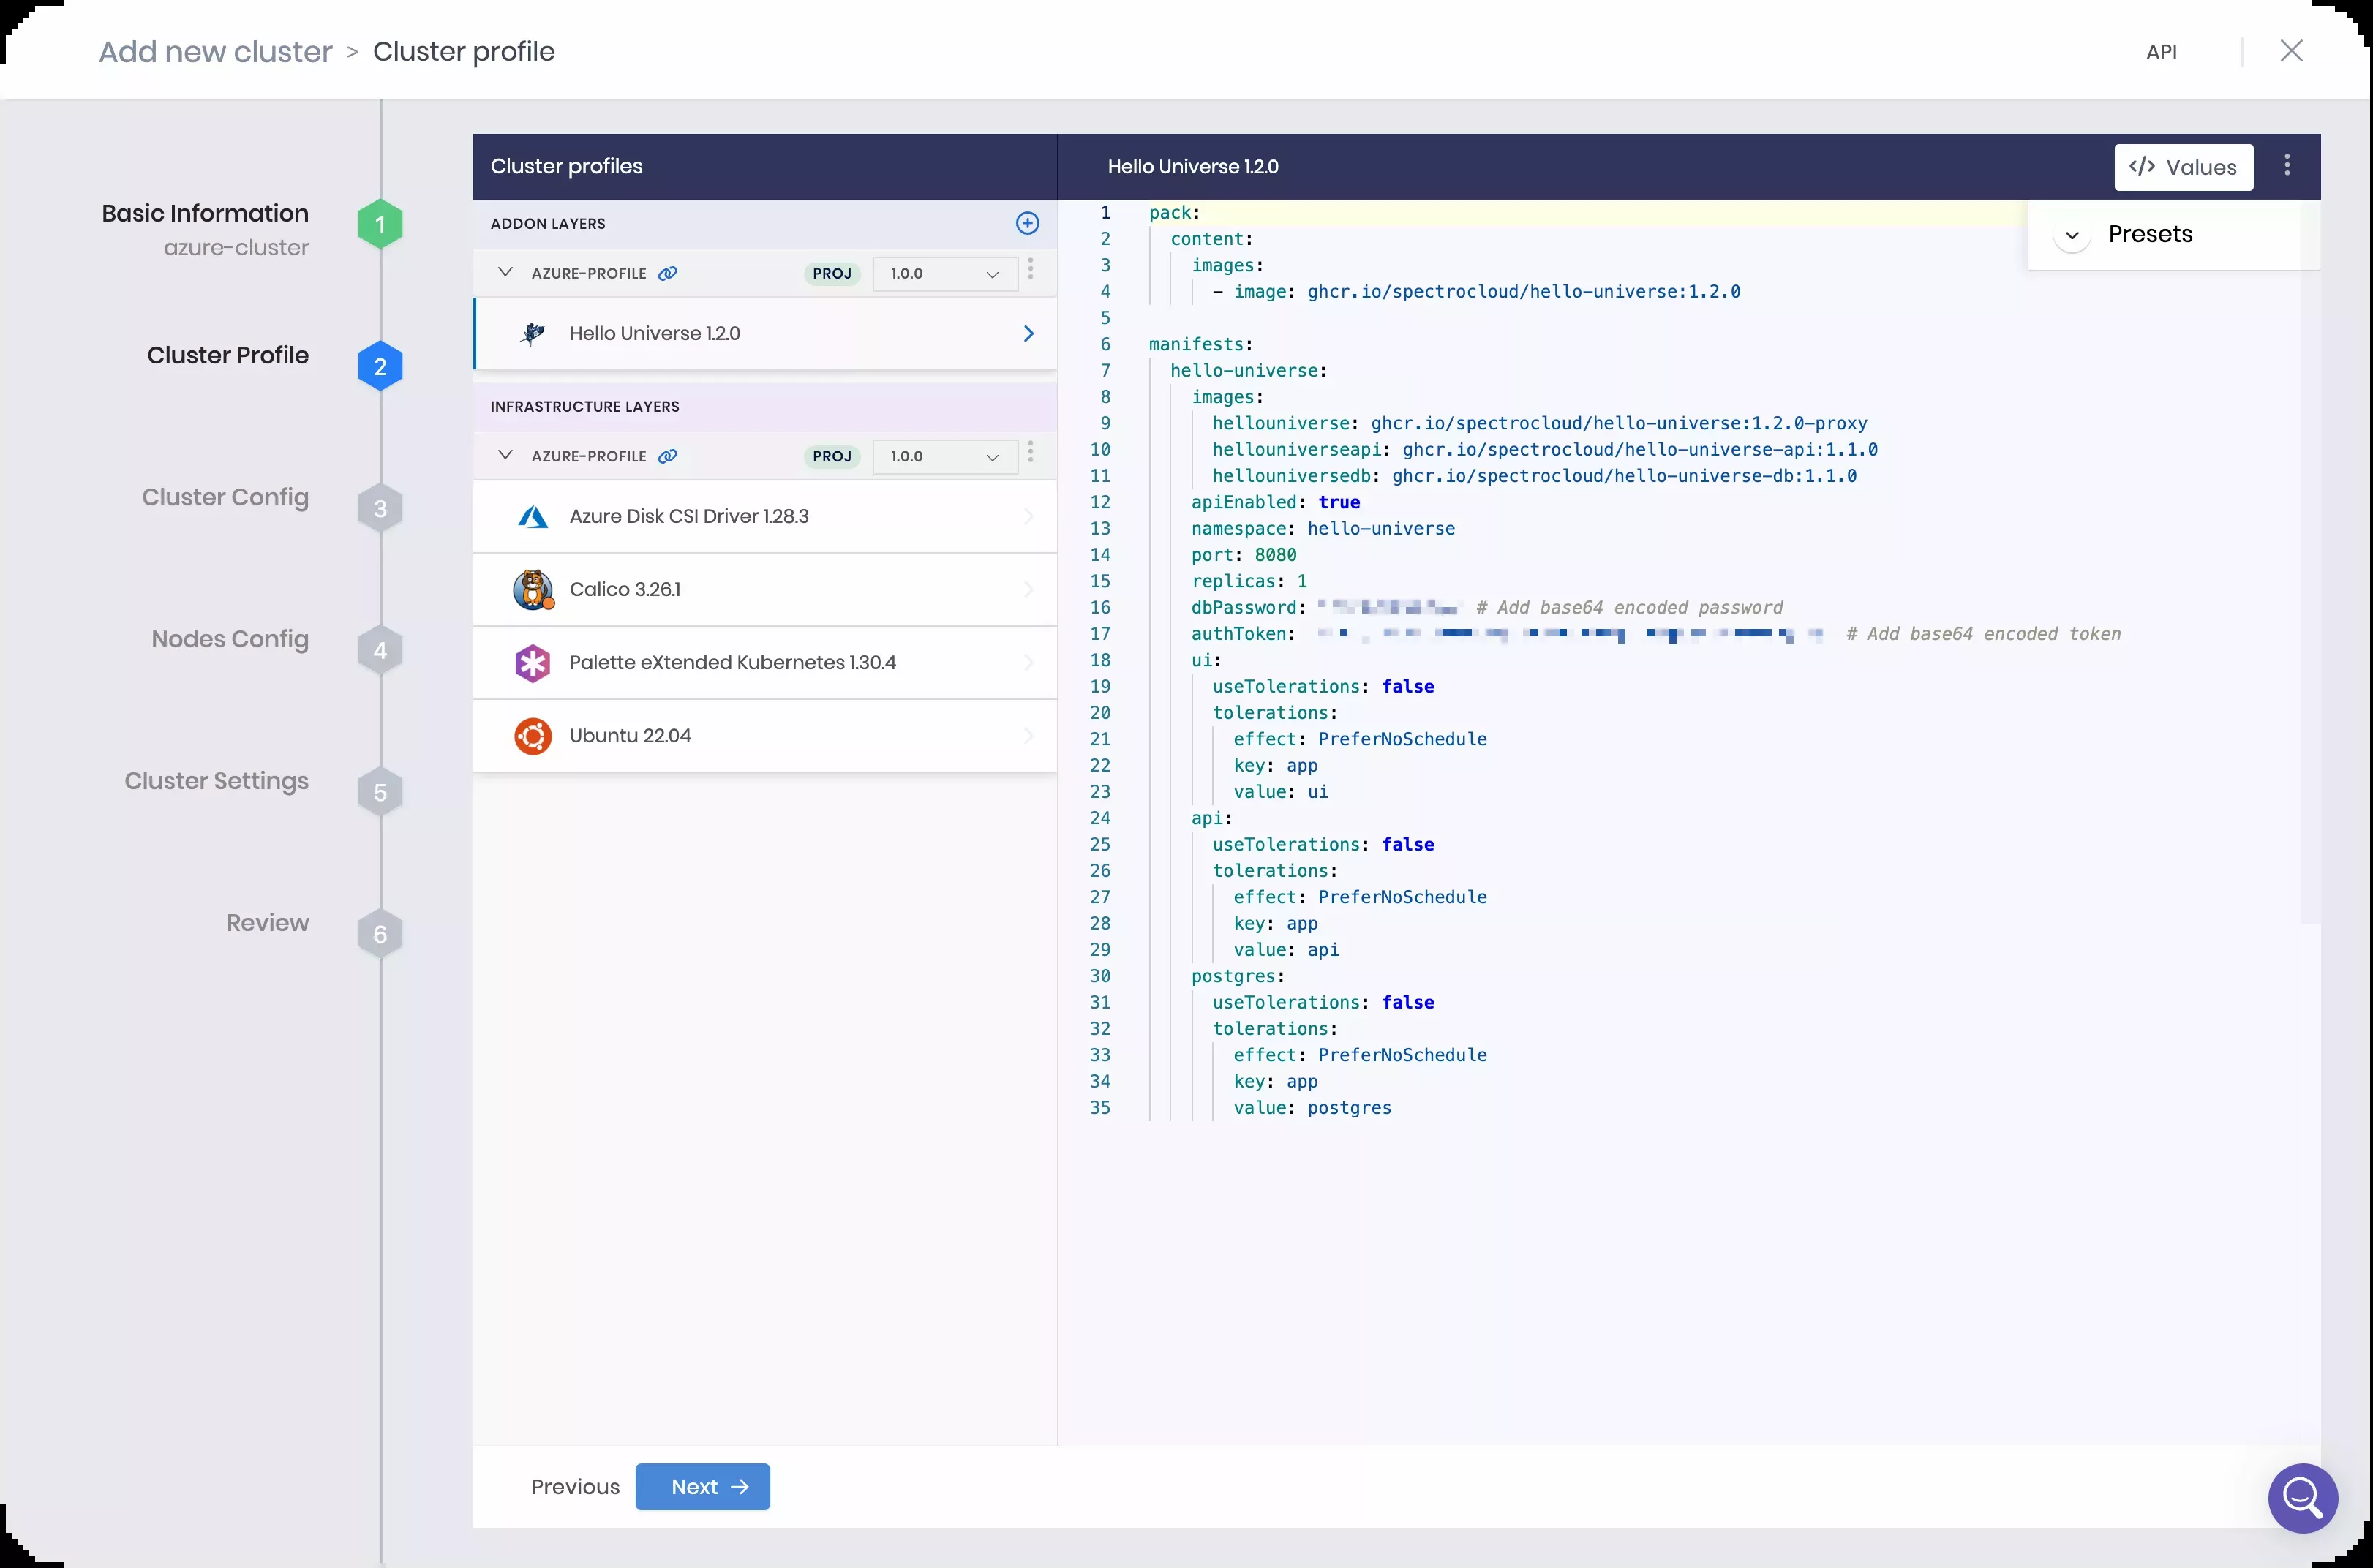 Add new cluster > Cluster profile
API
Basic Information
azure-cluster
1
Cluster Profile
2
Cluster Config
3
Nodes Config
4
Cluster Settings
5
Review
6
Cluster profiles
ADDON LAYERS
AZURE-PROFILE PROJ 1.0.0
Hello Universe 1.2.0
INFRASTRUCTURE LAYERS
AZURE-PROFILE PROJ 1.0.0
Azure Disk CSI Driver 1.28.3
Calico 3.26.1
Palette eXtended Kubernetes 1.30.4
Ubuntu 22.04
Hello Universe 1.2.0
</> Values
Presets
1 pack:
2 content:
3 images:
4 - image: ghcr.io/spectrocloud/hello-universe:1.2.0
5
6 manifests:
7 hello-universe:
8 images:
9 hellouniverse: ghcr.io/spectrocloud/hello-universe:1.2.0-proxy
10 hellouniverseapi: ghcr.io/spectrocloud/hello-universe-api:1.1.0
11 hellouniversedb: ghcr.io/spectrocloud/hello-universe-db:1.1.0
12 apiEnabled: true
13 namespace: hello-universe
14 port: 8080
15 replicas: 1
16 dbPassword: # Add base64 encoded password
17 authToken: # Add base64 encoded token
18 ui:
19 useTolerations: false
20 tolerations:
21 effect: PreferNoSchedule
22 key: app
23 value: ui
24 api:
25 useTolerations: false
26 tolerations:
27 effect: PreferNoSchedule
28 key: app
29 value: api
30 postgres:
31 useTolerations: false
32 tolerations:
33 effect: PreferNoSchedule
34 key: app
35 value: postgres
Previous
Next →